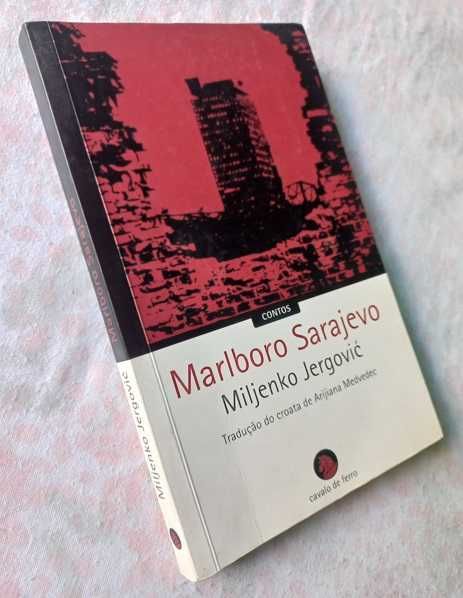 CONTOS
Marlboro Sarajevo
Miljenko Jergović
Tradução do croata de Arijana Medvedec
cavalo de ferro
Marlboro Sarajevo
Miljenko Jergović